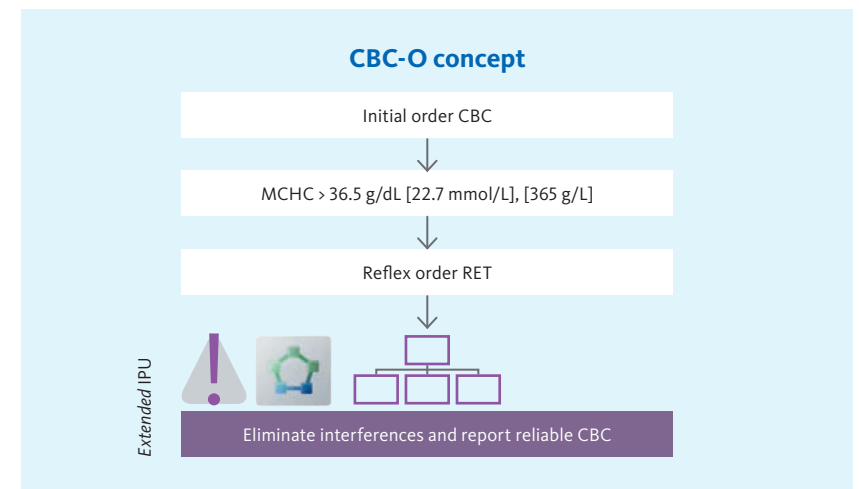 CBC-O concept
Initial order CBC
MCHC > 36.5 g/dL [22.7 mmol/L], [365 g/L]
Reflex order RET
Extended IPU
Eliminate interferences and report reliable CBC